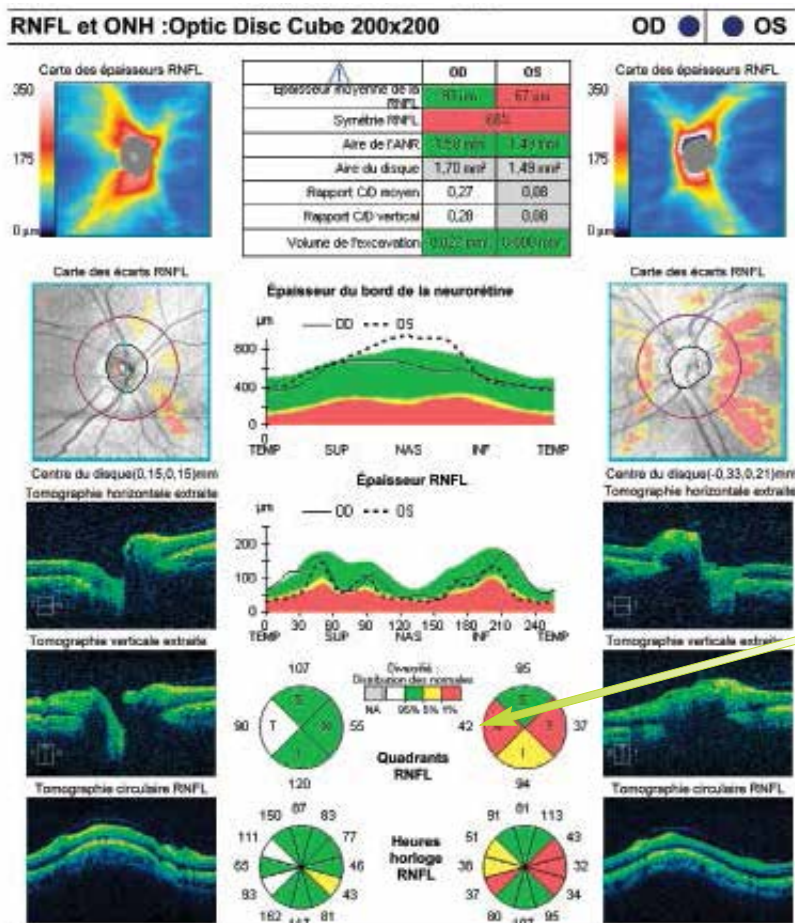 RNFL et ONH :Optic Disc Cube 200x200 OD OS
Carte des épaisseurs RNFL
350
175
0 µm
OD OS
Epaisseur moyenne de la RNFL 67 µm
Symétrie RNFL
Aire de l'ANR
Aire du disque 1,70 mm² 1,49 mm²
Rapport C/D moyen 0,27 0,08
Rapport C/D vertical 0,28 0,08
Volume de l'excavation
Carte des épaisseurs RNFL
350
175
0 µm
Carte des écarts RNFL
Centre du disque(0,15,0,15)mm
Épaisseur du bord de la neurorétine
µm OD OS
800
400
0
0
TEMP SUP NAS INF TEMP
Carte des écarts RNFL
Centre du disque(-0,33,0,21)mm
Tomographie horizontale extraite
Épaisseur RNFL
µm OD OS
200
100
0
0 30 60 90 120 150 180 210 240
TEMP SUP NAS INF TEMP
Tomographie horizontale extraite
Tomographie verticale extraite
Tomographie verticale extraite
107
90 55
120
S
T N
I
Diversifié :
Distribution des normales
NA 95% 5% 1%
Quadrants
RNFL
95
42 37
94
S
N T
I
Tomographie circulaire RNFL
Tomographie circulaire RNFL
87
150 83
111 77
65 46
93 43
162 81
Heures
horloge
RNFL
81
91 113
51 43
38 32
37 34
80 95